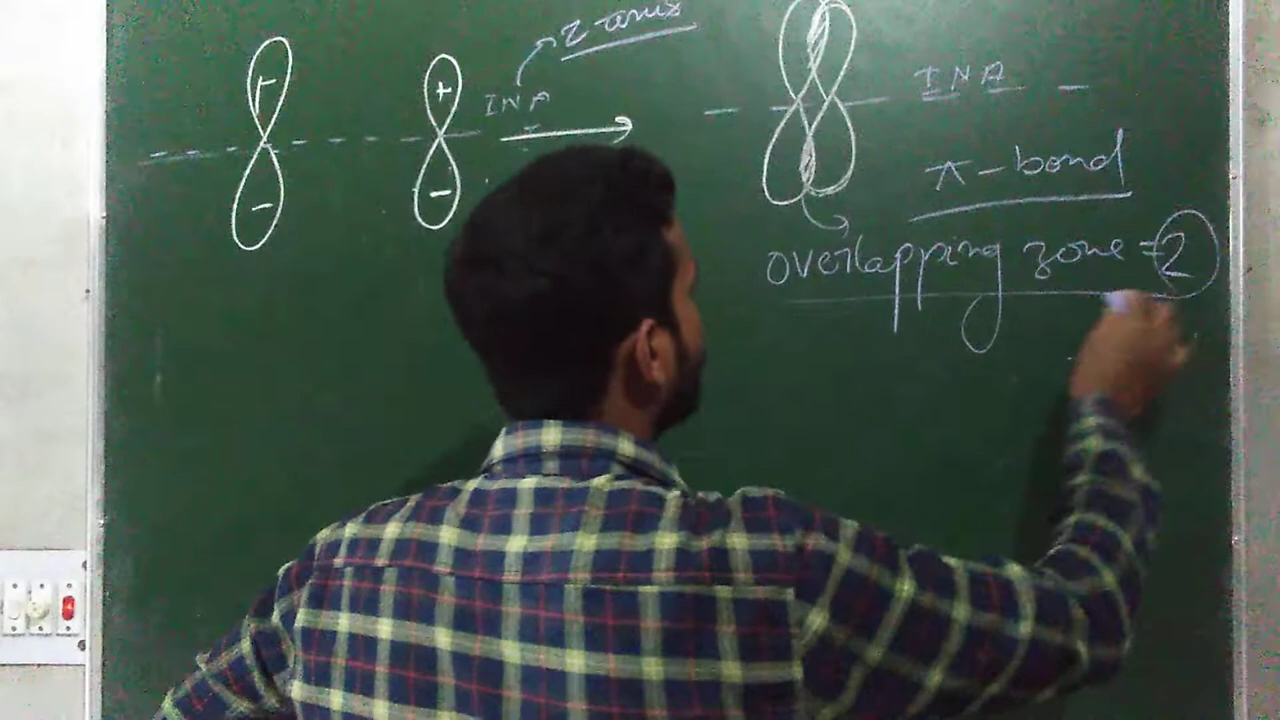 z-axis
+ + INA INA
- -
π-bond
overlapping zone = 2